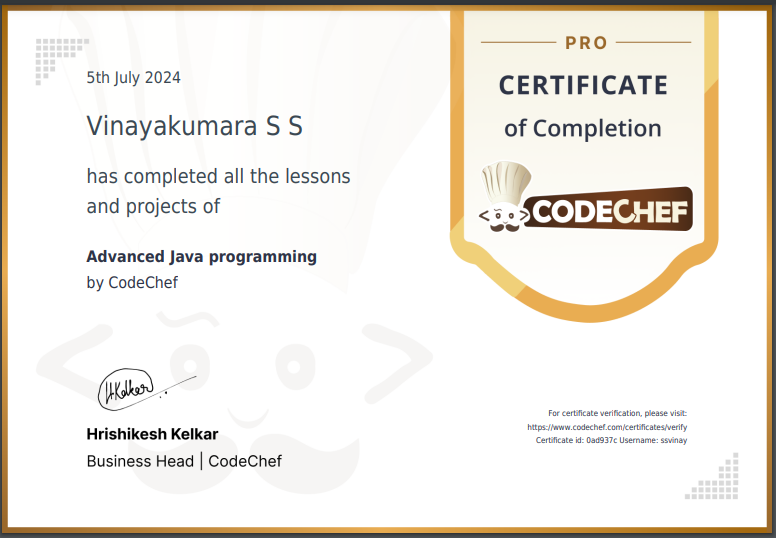 5th July 2024
Vinayakumara S S
has completed all the lessons
and projects of
Advanced Java programming
by CodeChef
PRO
CERTIFICATE
of Completion
CODECHEF
H.Kelkar
Hrishikesh Kelkar
Business Head | CodeChef
For certificate verification, please visit:
https://www.codechef.com/certificates/verify
Certificate id: 0ad937c Username: ssvinay